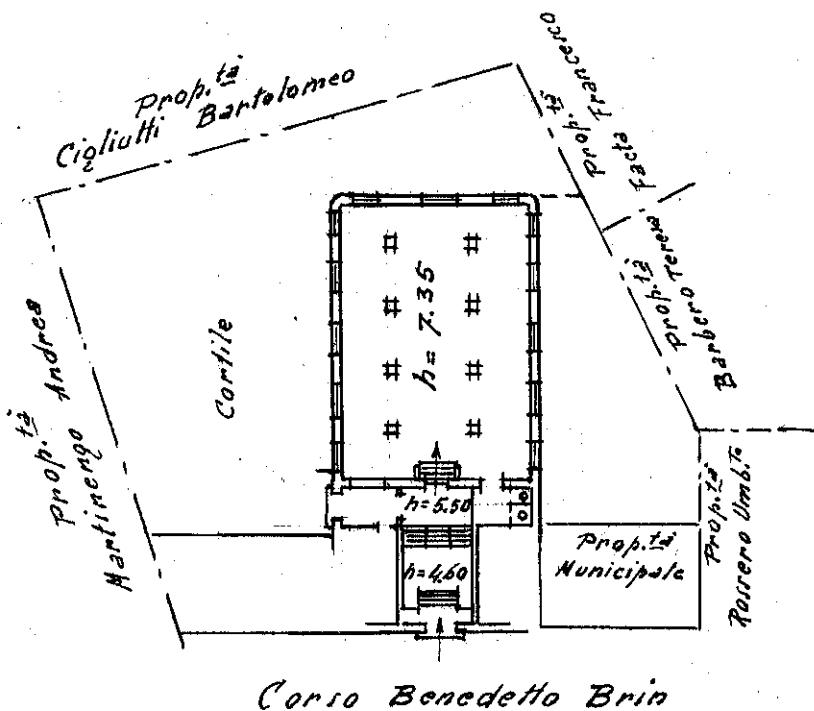 Prop.tà
Cigliutti Bartolomeo
Prop.tà
Facta Francesco
Prop.tà
Barbero Teresa
Prop.tà
Martinengo Andrea
Cortile
h = 7.35
h=5.50
h=4.60
Prop.tà
Municipale
Prop.tà
Rossero Umb.to
Corso Benedetto Brin